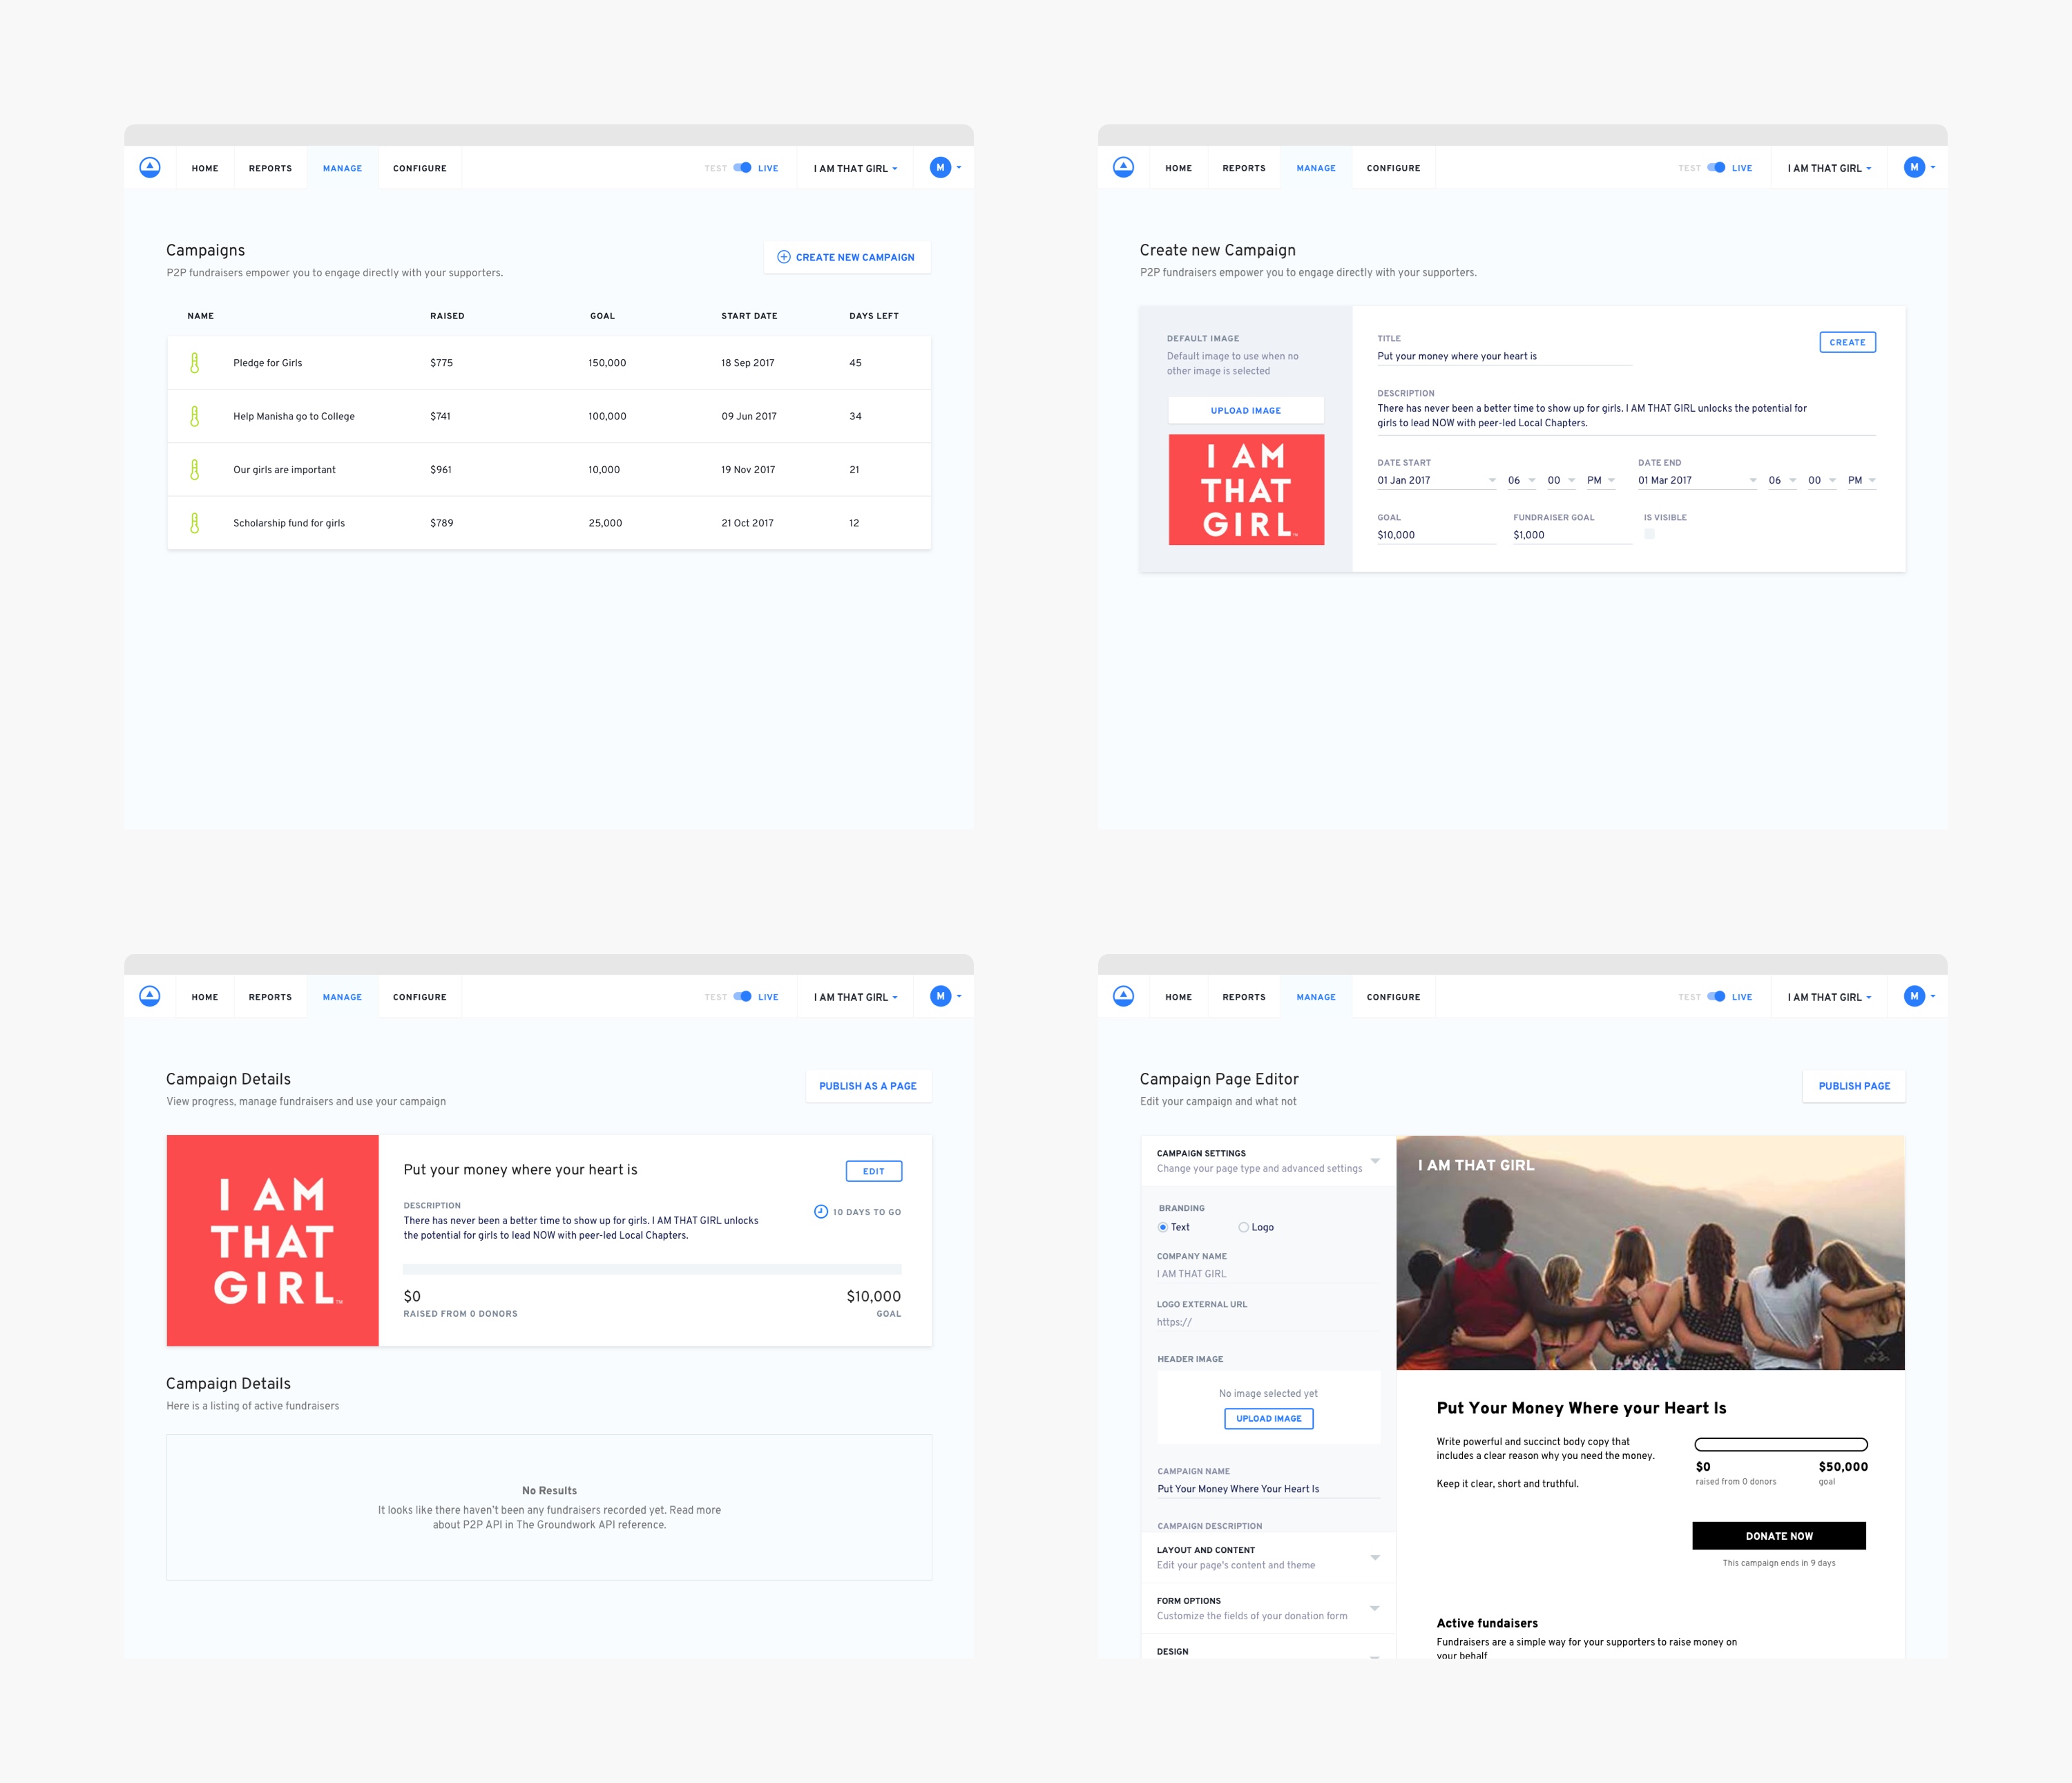 HOME REPORTS MANAGE CONFIGURE TEST LIVE I AM THAT GIRL M
Campaigns
P2P fundraisers empower you to engage directly with your supporters.
CREATE NEW CAMPAIGN
NAME RAISED GOAL START DATE DAYS LEFT
Pledge for Girls $775 150,000 18 Sep 2017 45
Help Manisha go to College $741 100,000 09 Jun 2017 34
Our girls are important $961 10,000 19 Nov 2017 21
Scholarship fund for girls $789 25,000 21 Oct 2017 12
HOME REPORTS MANAGE CONFIGURE TEST LIVE I AM THAT GIRL M
Create new Campaign
P2P fundraisers empower you to engage directly with your supporters.
DEFAULT IMAGE
Default image to use when no
other image is selected
UPLOAD IMAGE
I AM
THAT
GIRL™
TITLE
Put your money where your heart is
CREATE
DESCRIPTION
There has never been a better time to show up for girls. I AM THAT GIRL unlocks the potential for
girls to lead NOW with peer-led Local Chapters.
DATE START DATE END
01 Jan 2017 06 00 PM 01 Mar 2017 06 00 PM
GOAL FUNDRAISER GOAL IS VISIBLE
$10,000 $1,000
HOME REPORTS MANAGE CONFIGURE TEST LIVE I AM THAT GIRL M
Campaign Details
View progress, manage fundraisers and use your campaign
PUBLISH AS A PAGE
I AM
THAT
GIRL™
Put your money where your heart is
EDIT
DESCRIPTION
10 DAYS TO GO
There has never been a better time to show up for girls. I AM THAT GIRL unlocks
the potential for girls to lead NOW with peer-led Local Chapters.
$0 $10,000
RAISED FROM 0 DONORS GOAL
Campaign Details
Here is a listing of active fundraisers
No Results
It looks like there haven't been any fundraisers recorded yet. Read more
about P2P API in The Groundwork API reference.
HOME REPORTS MANAGE CONFIGURE TEST LIVE I AM THAT GIRL M
Campaign Page Editor
Edit your campaign and what not
PUBLISH PAGE
CAMPAIGN SETTINGS
Change your page type and advanced settings
BRANDING
Text Logo
COMPANY NAME
I AM THAT GIRL
LOGO EXTERNAL URL
https://
HEADER IMAGE
No image selected yet
UPLOAD IMAGE
CAMPAIGN NAME
Put Your Money Where Your Heart Is
CAMPAIGN DESCRIPTION
LAYOUT AND CONTENT
Edit your page's content and theme
FORM OPTIONS
Customize the fields of your donation form
DESIGN
I AM THAT GIRL
Put Your Money Where your Heart Is
Write powerful and succinct body copy that
includes a clear reason why you need the money.
Keep it clear, short and truthful.
$0 $50,000
raised from 0 donors goal
DONATE NOW
This campaign ends in 9 days
Active fundaisers
Fundraisers are a simple way for your supporters to raise money on
your behalf